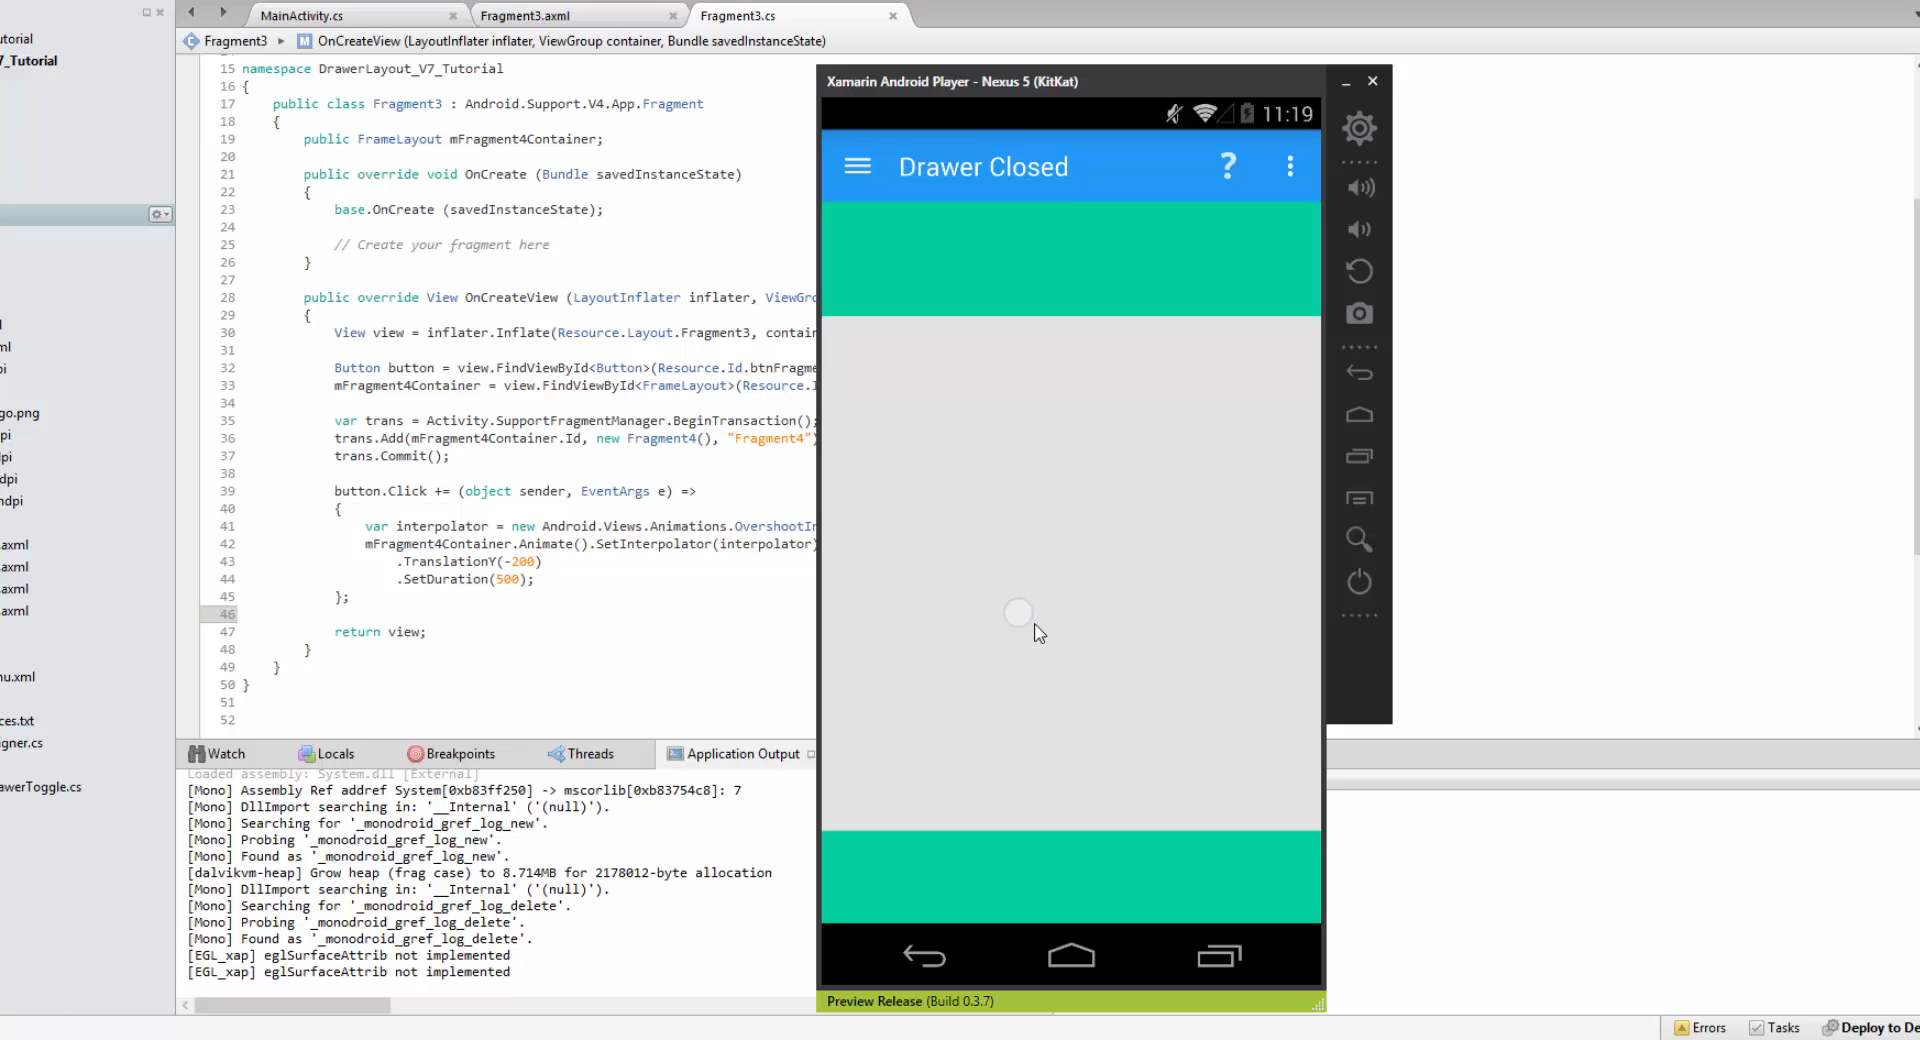 MainActivity.cs
Fragment3.axml
Fragment3.cs
Fragment3
M OnCreateView (LayoutInflater inflater, ViewGroup container, Bundle savedInstanceState)
utorial
7_Tutorial
ml
pi
go.png
pi
dpi
dpi
ndpi
.axml
.axml
.axml
.axml
nu.xml
ces.txt
igner.cs
awerToggle.cs
15 namespace DrawerLayout_V7_Tutorial
16 {
17 public class Fragment3 : Android.Support.V4.App.Fragment
18 {
19 public FrameLayout mFragment4Container;
20
21 public override void OnCreate (Bundle savedInstanceState)
22 {
23 base.OnCreate (savedInstanceState);
24
25 // Create your fragment here
26 }
27
28 public override View OnCreateView (LayoutInflater inflater, ViewGro
29 {
30 View view = inflater.Inflate(Resource.Layout.Fragment3, contain
31
32 Button button = view.FindViewById<Button>(Resource.Id.btnFragme
33 mFragment4Container = view.FindViewById<FrameLayout>(Resource.I
34
35 var trans = Activity.SupportFragmentManager.BeginTransaction();
36 trans.Add(mFragment4Container.Id, new Fragment4(), "Fragment4")
37 trans.Commit();
38
39 button.Click += (object sender, EventArgs e) =>
40 {
41 var interpolator = new Android.Views.Animations.OvershootIn
42 mFragment4Container.Animate().SetInterpolator(interpolator)
43 .TranslationY(-200)
44 .SetDuration(500);
45 };
46
47 return view;
48 }
49 }
50 }
51
52
Xamarin Android Player - Nexus 5 (KitKat)
11:19
Drawer Closed ?
Preview Release (Build 0.3.7)
Watch
Locals
Breakpoints
Threads
Application Output
Loaded assembly: System.dll [External]
[Mono] Assembly Ref addref System[0xb83ff250] -> mscorlib[0xb83754c8]: 7
[Mono] DllImport searching in: '__Internal' ('(null)').
[Mono] Searching for '_monodroid_gref_log_new'.
[Mono] Probing '_monodroid_gref_log_new'.
[Mono] Found as '_monodroid_gref_log_new'.
[dalvikvm-heap] Grow heap (frag case) to 8.714MB for 2178012-byte allocation
[Mono] DllImport searching in: '__Internal' ('(null)').
[Mono] Searching for '_monodroid_gref_log_delete'.
[Mono] Probing '_monodroid_gref_log_delete'.
[Mono] Found as '_monodroid_gref_log_delete'.
[EGL_xap] eglSurfaceAttrib not implemented
[EGL_xap] eglSurfaceAttrib not implemented
Errors
Tasks
Deploy to De